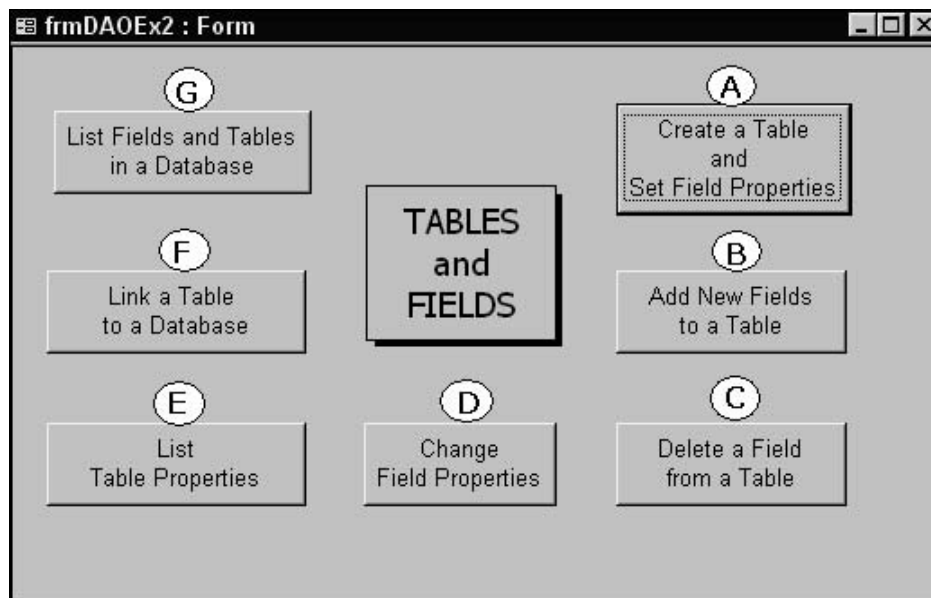 frmDAOEx2 : Form
G
List Fields and Tables
in a Database
A
Create a Table
and
Set Field Properties
TABLES
and
FIELDS
F
Link a Table
to a Database
B
Add New Fields
to a Table
E
List
Table Properties
D
Change
Field Properties
C
Delete a Field
from a Table